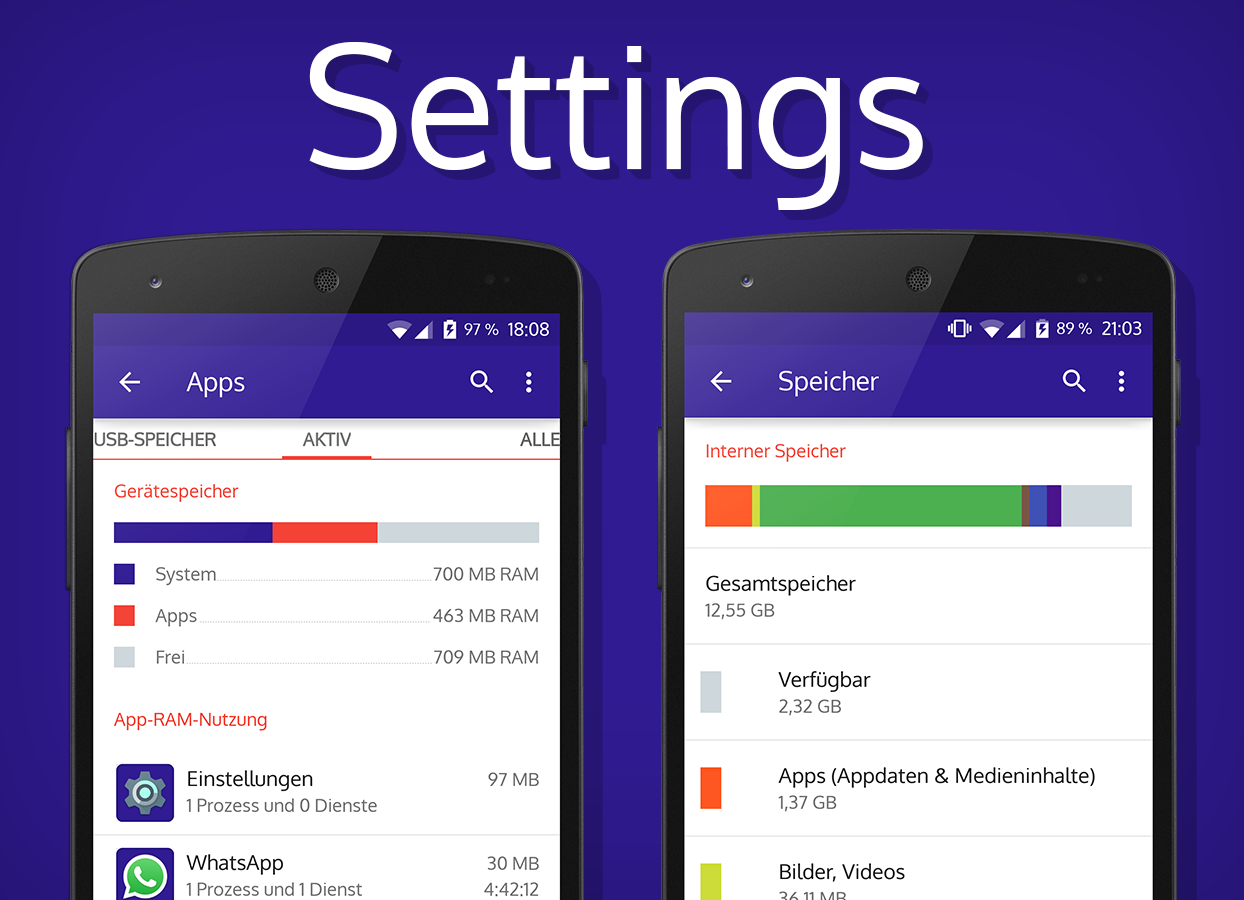 Settings
97 % 18:08
Apps
USB-SPEICHER AKTIV ALLE
Gerätespeicher
System 700 MB RAM
Apps 463 MB RAM
Frei 709 MB RAM
App-RAM-Nutzung
Einstellungen 97 MB
1 Prozess und 0 Dienste
WhatsApp 30 MB
1 Prozess und 1 Dienst 4:42:12
89 % 21:03
Speicher
Interner Speicher
Gesamtspeicher
12,55 GB
Verfügbar
2,32 GB
Apps (Appdaten & Medieninhalte)
1,37 GB
Bilder, Videos
36,11 MB